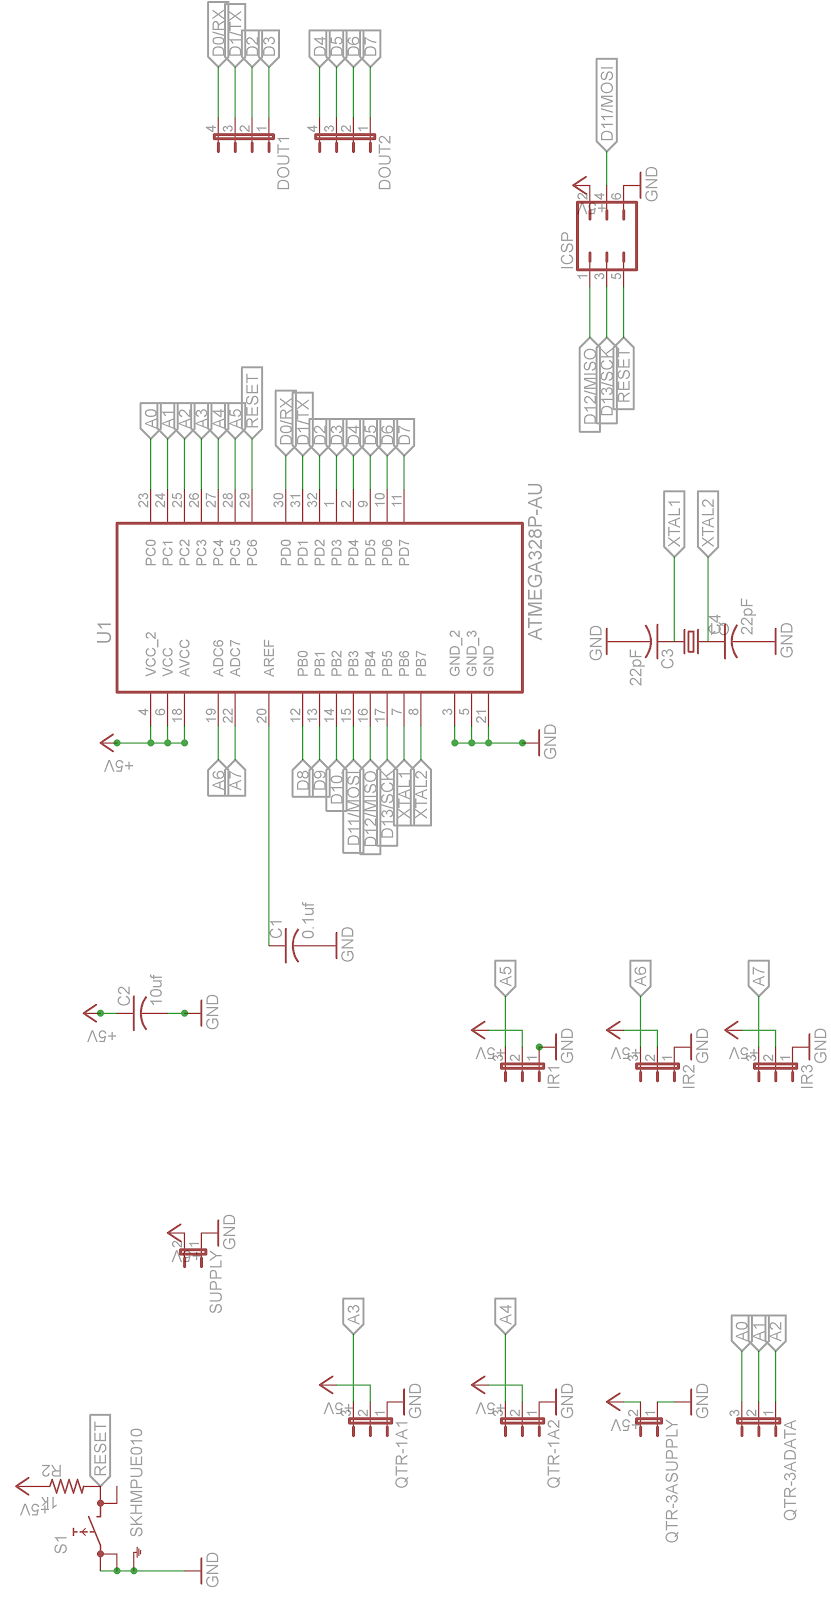 D0/RX
D1/TX
D2
D3
4
3
2
1
DOUT1
D4
D5
D6
D7
4
3
2
1
DOUT2
D11/MOSI
2
4
6
+5V
GND
ICSP
1
3
5
D12/MISO
D13/SCK
RESET
A0
A1
A2
A3
A4
A5
RESET
D0/RX
D1/TX
D2
D3
D4
D5
D6
D7
23
24
25
26
27
28
29
30
31
32
1
2
9
10
11
PC0
PC1
PC2
PC3
PC4
PC5
PC6
PD0
PD1
PD2
PD3
PD4
PD5
PD6
PD7
U1
ATMEGA328P-AU
VCC_2
VCC
AVCC
ADC6
ADC7
AREF
PB0
PB1
PB2
PB3
PB4
PB5
PB6
PB7
GND_2
GND_3
GND
4
6
18
19
22
20
12
13
14
15
16
17
7
8
3
5
21
+5V
A6
A7
D8
D9
D10
D11/MOSI
D12/MISO
D13/SCK
XTAL1
XTAL2
GND
XTAL1
XTAL2
GND
22pF
C3
C4
22pF
GND
C1
0.1uf
GND
+5V
C2
10uf
GND
A5
+5V
3
2
1
GND
IR1
A6
+5V
3
2
1
GND
IR2
A7
+5V
3
2
1
GND
IR3
+5V
2
1
GND
SUPPLY
A3
+5V
3
2
1
GND
QTR-1A1
A4
+5V
3
2
1
GND
QTR-1A2
+5V
2
1
GND
QTR-3ASUPPLY
A0
A1
A2
3
2
1
QTR-3ADATA
RESET
R2
1k
+5V
S1
SKHMPUE010
GND